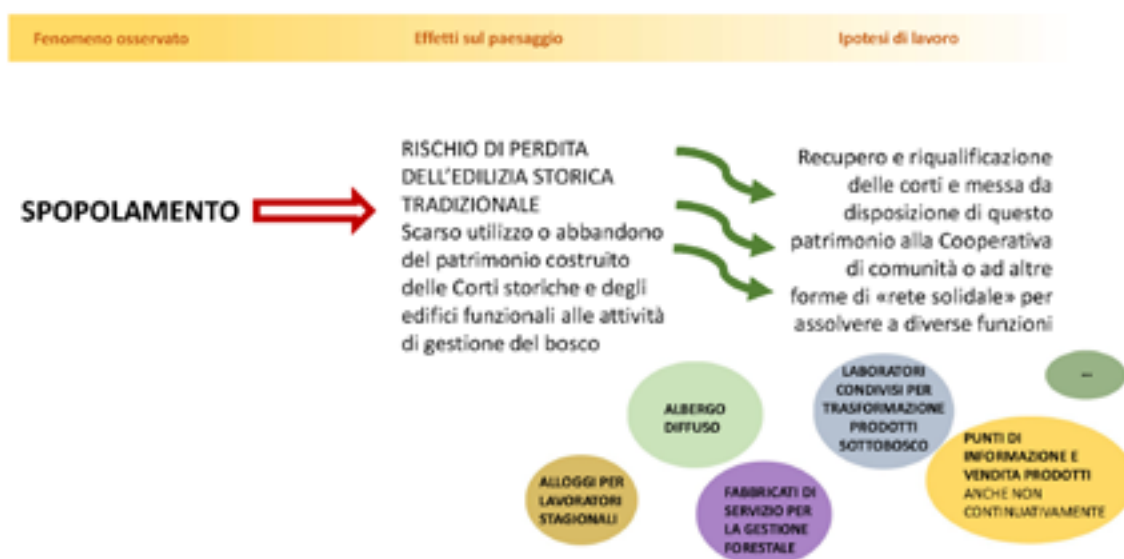 Fenomeno osservato
Effetti sul paesaggio
Ipotesi di lavoro
SPOPOLAMENTO
RISCHIO DI PERDITA
DELL'EDILIZIA STORICA
TRADIZIONALE
Scarso utilizzo o abbandono
del patrimonio costruito
delle Corti storiche e degli
edifici funzionali alle attività
di gestione del bosco
Recupero e riqualificazione
delle corti e messa da
disposizione di questo
patrimonio alla Cooperativa
di comunità o ad altre
forme di «rete solidale» per
assolvere a diverse funzioni
ALLOGGI PER
LAVORATORI
STAGIONALI
ALBERGO
DIFFUSO
FABBRICATI DI
SERVIZIO PER
LA GESTIONE
FORESTALE
LABORATORI
CONDIVISI PER
TRASFORMAZIONE
PRODOTTI
SOTTOBOSCO
PUNTI DI
INFORMAZIONE E
VENDITA PRODOTTI
ANCHE NON
CONTINUATIVAMENTE
...